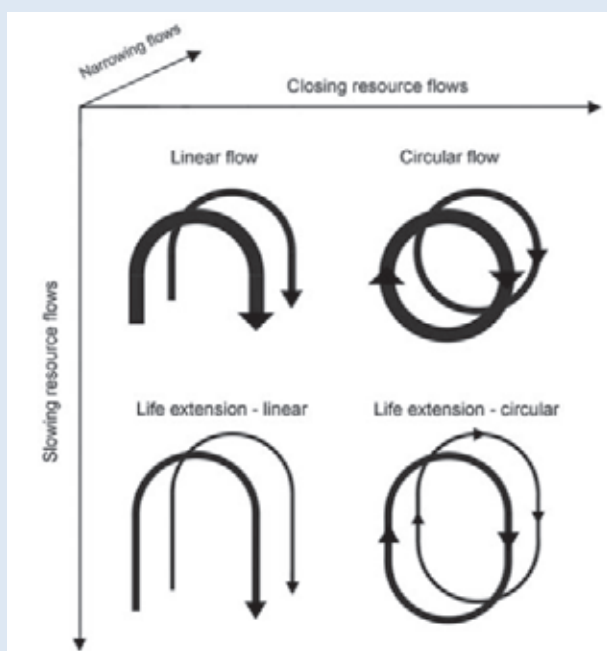 Narrowing flows
Closing resource flows
Linear flow
Circular flow
Slowing resource flows
Life extension - linear
Life extension - circular